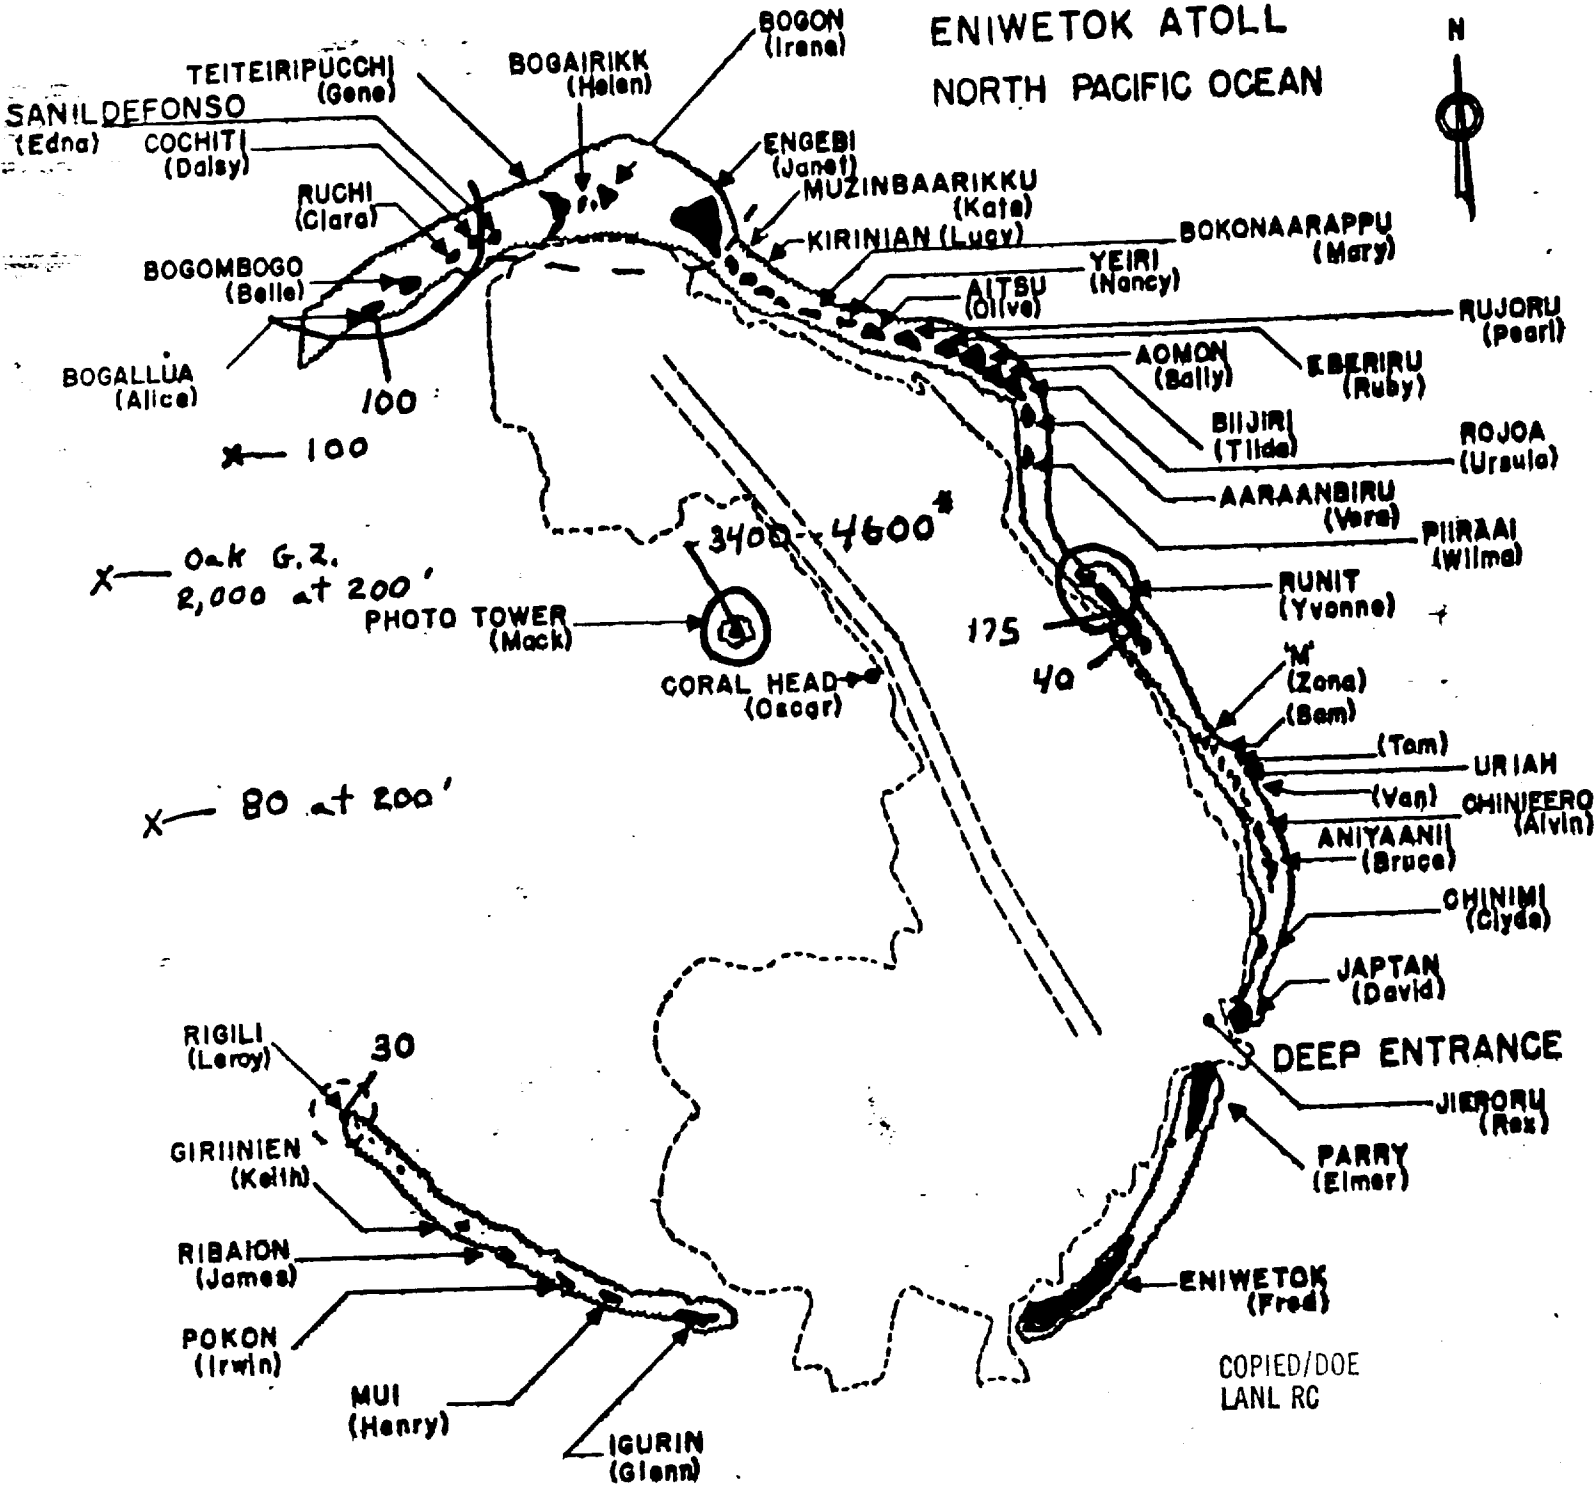 ENIWETOK ATOLL
NORTH PACIFIC OCEAN
N
BOGON
(Irene)
BOGAIRIKK
(Helen)
TEITEIRIPUCCHI
(Gene)
SANILDEFONSO
(Edna)
COCHITI
(Daisy)
RUCHI
(Clara)
BOGOMBOGO
(Belle)
BOGALLUA
(Alice)
100
100
Oak G.Z.
2,000 at 200'
80 at 200'
ENGEBI
(Janet)
MUZINBAARIKKU
(Kate)
KIRINIAN (Lucy)
BOKONAARAPPU
(Mary)
YEIRI
(Nancy)
AITSU
(Olive)
RUJORU
(Pearl)
EBERIRU
(Ruby)
AOMON
(Sally)
BIIJIRI
(Tilda)
ROJOA
(Ursula)
AARAANBIRU
(Vera)
PIIRAAI
(Wilma)
RUNIT
(Yvonne)
3400 - 4600*
PHOTO TOWER
(Mack)
CORAL HEAD
(Oscar)
175
40
'M'
(Zona)
(Sam)
(Tom)
URIAH
(Van)
CHINIEERO
(Alvin)
ANIYAANII
(Bruce)
CHINIMI
(Clyde)
JAPTAN
(David)
DEEP ENTRANCE
JIERORU
(Rex)
PARRY
(Elmer)
ENIWETOK
(Fred)
RIGILI
(Leroy)
30
GIRIINIEN
(Keith)
RIBAION
(James)
POKON
(Irwin)
MUI
(Henry)
IGURIN
(Glenn)
COPIED/DOE
LANL RC